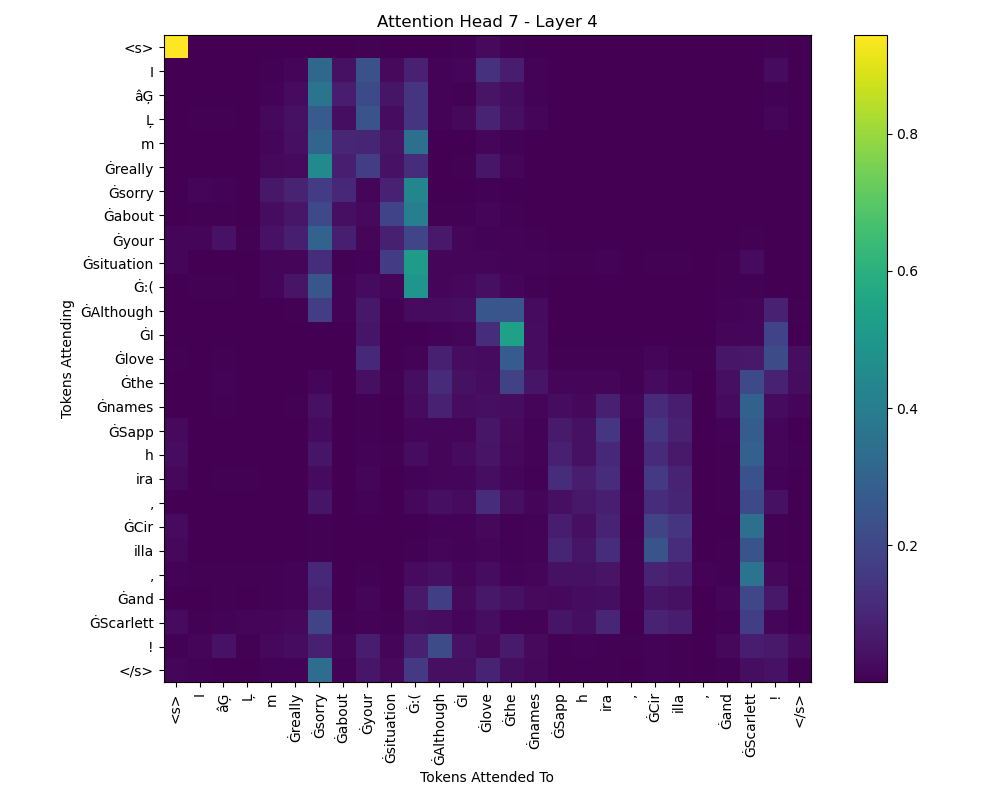 Attention Head 7 - Layer 4
<s>
I
âĢ
Ļ
m
Ġreally
Ġsorry
Ġabout
Ġyour
Ġsituation
Ġ:(
ĠAlthough
ĠI
Ġlove
Ġthe
Ġnames
ĠSapp
h
ira
,
ĠCir
illa
,
Ġand
ĠScarlett
!
</s>
Tokens Attending
<s>
I
âĢ
Ļ
m
Ġreally
Ġsorry
Ġabout
Ġyour
Ġsituation
Ġ:(
ĠAlthough
ĠI
Ġlove
Ġthe
Ġnames
ĠSapp
h
ira
,
ĠCir
illa
,
Ġand
ĠScarlett
!
</s>
Tokens Attended To
0.8
0.6
0.4
0.2